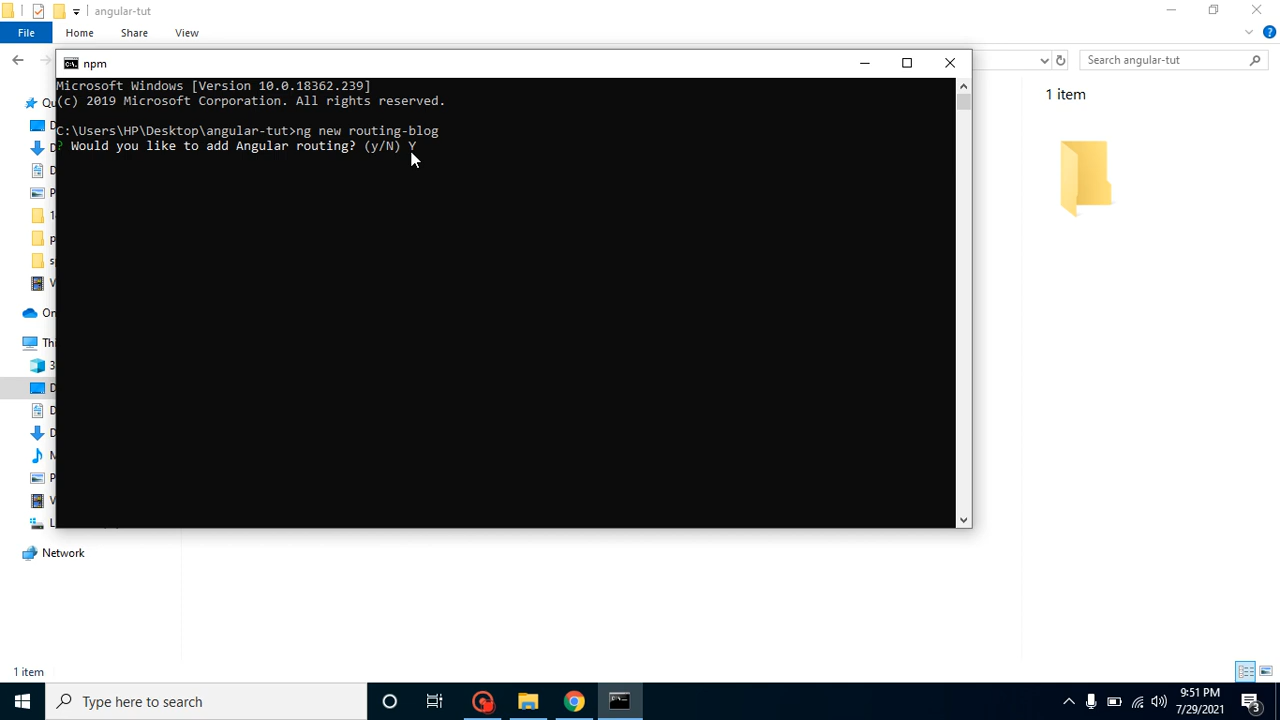 angular-tut
File Home Share View
npm
Search angular-tut
Microsoft Windows [Version 10.0.18362.239]
(c) 2019 Microsoft Corporation. All rights reserved.
C:\Users\HP\Desktop\angular-tut>ng new routing-blog
? Would you like to add Angular routing? (y/N) Y
1 item
Network
1 item
Type here to search
9:51 PM
7/29/2021
3